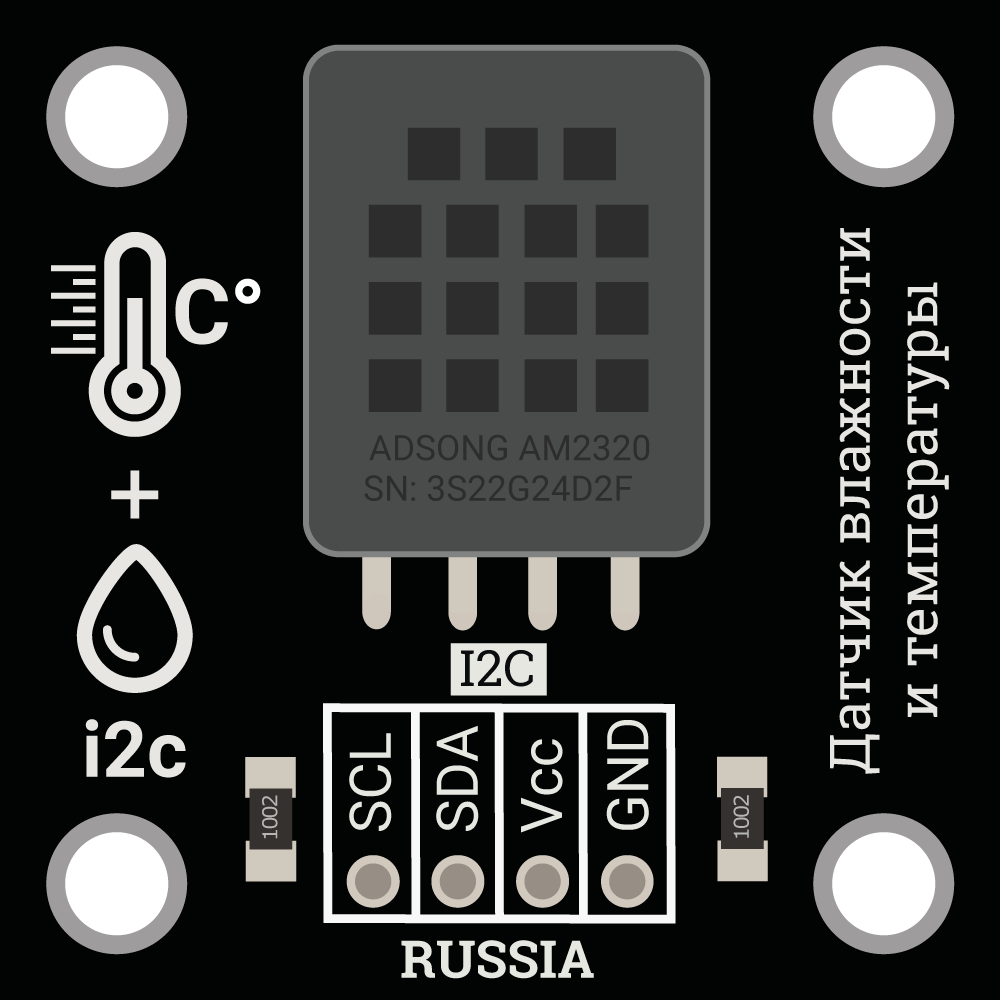 C°
+
i2c
ADSONG AM2320
SN: 3S22G24D2F
I2C
SCL
SDA
Vcc
GND
1002
1002
RUSSIA
Датчик влажности
и температуры